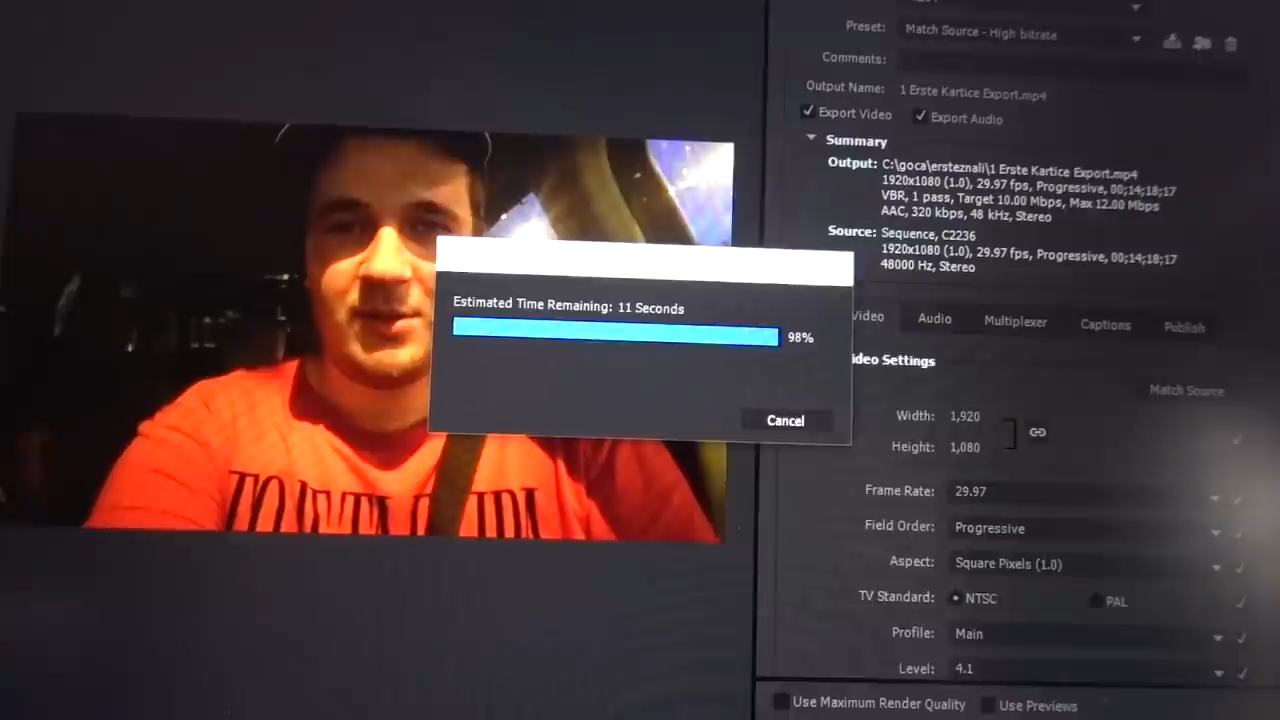 Preset: Match Source - High bitrate
Comments:
Output Name: 1 Erste Kartice Export.mp4
Export Video Export Audio
Summary
Output: C:\goca\ersteznali\1 Erste Kartice Export.mp4
1920x1080 (1.0), 29.97 fps, Progressive, 00;14;18;17
VBR, 1 pass, Target 10.00 Mbps, Max 12.00 Mbps
AAC, 320 kbps, 48 kHz, Stereo
Source: Sequence, C2236
1920x1080 (1.0), 29.97 fps, Progressive, 00;14;18;17
48000 Hz, Stereo
Estimated Time Remaining: 11 Seconds
98%
Cancel
Video Audio Multiplexer Captions Publish
ideo Settings
Match Source
Width: 1,920
Height: 1,080
Frame Rate: 29.97
Field Order: Progressive
Aspect: Square Pixels (1.0)
TV Standard: NTSC PAL
Profile: Main
Level: 4.1
Use Maximum Render Quality Use Previews